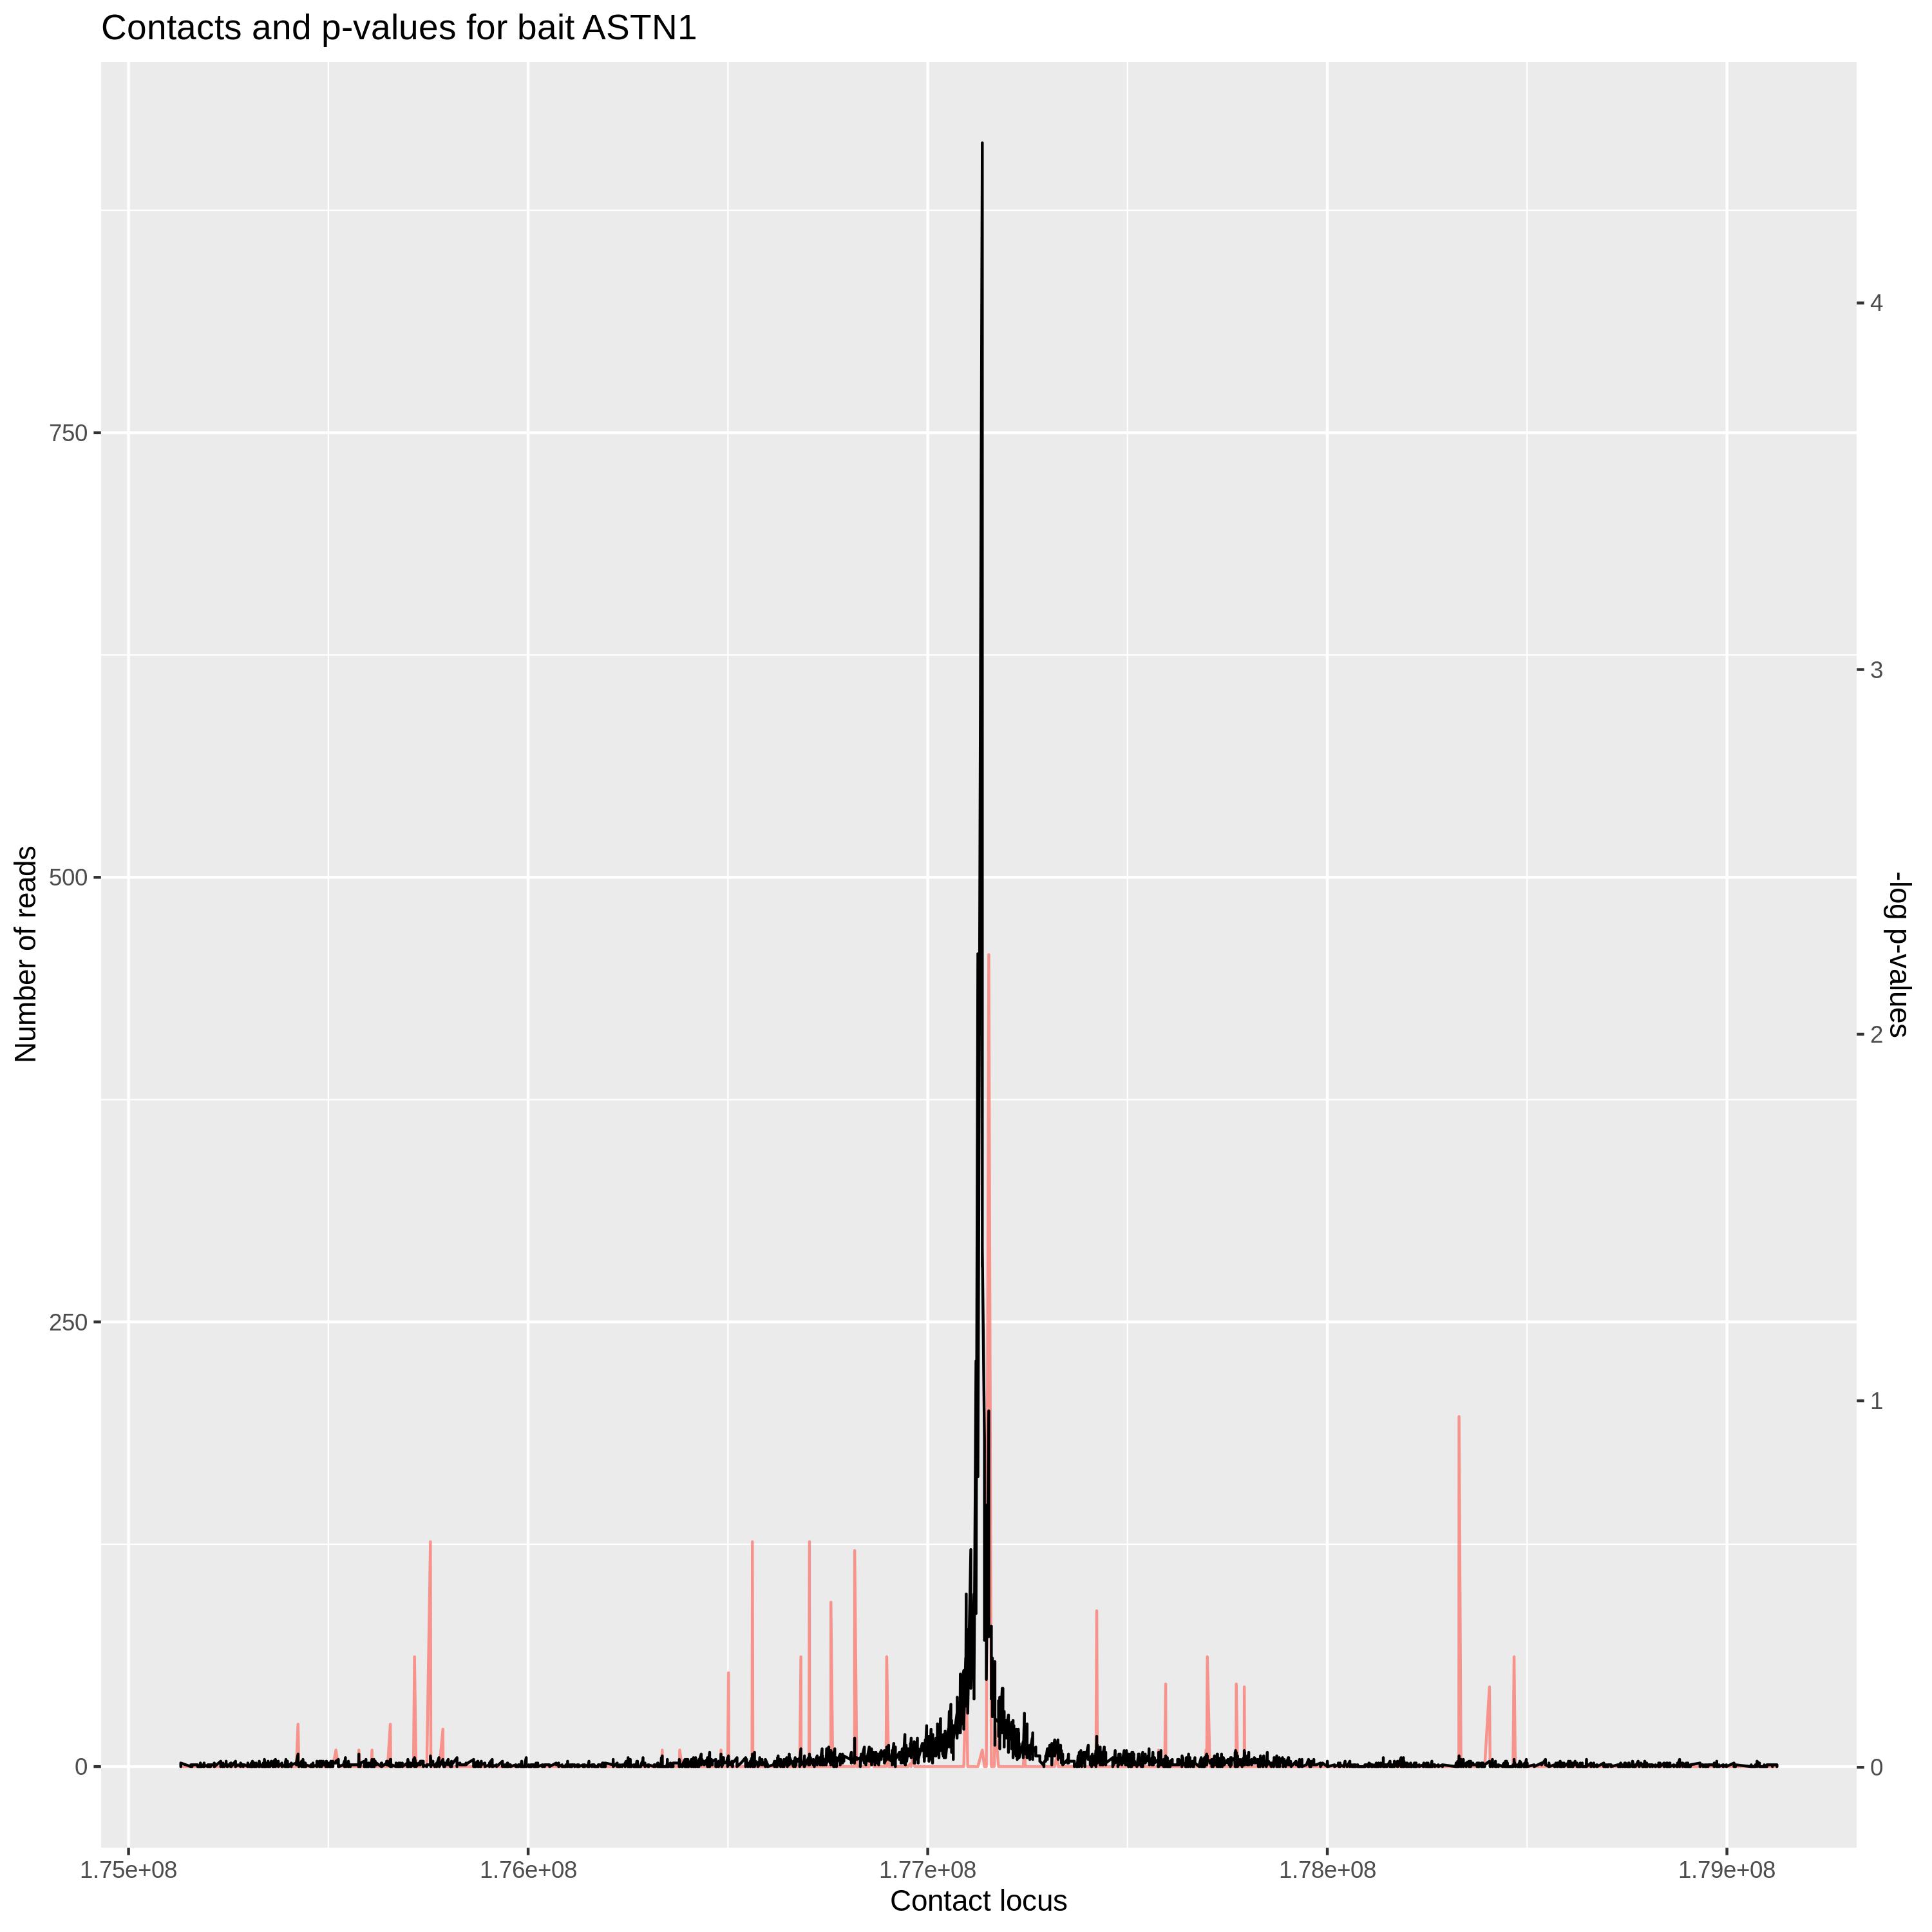 Contacts and p-values for bait ASTN1
Number of reads
750
500
250
0
4
3
2
1
0
-log p-values
1.75e+08
1.76e+08
1.77e+08
1.78e+08
1.79e+08
Contact locus